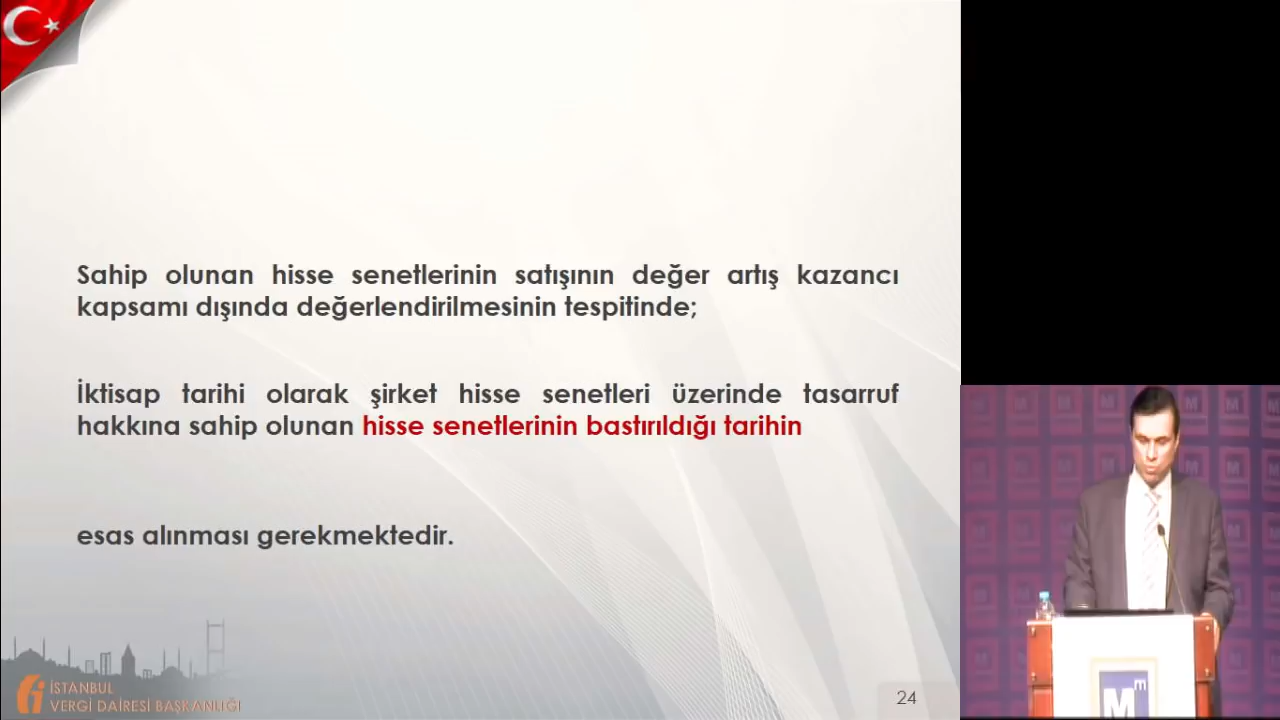 Sahip olunan hisse senetlerinin satışının değer artış kazancı
kapsamı dışında değerlendirilmesinin tespitinde;
İktisap tarihi olarak şirket hisse senetleri üzerinde tasarruf
hakkına sahip olunan hisse senetlerinin bastırıldığı tarihin
esas alınması gerekmektedir.
İSTANBUL
VERGİ DAİRESİ BAŞKANLIĞI
24
Mm